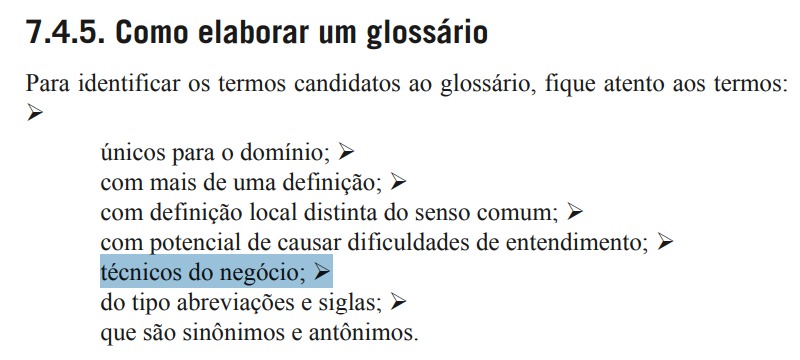 7.4.5. Como elaborar um glossário
Para identificar os termos candidatos ao glossário, fique atento aos termos:
➢
únicos para o domínio; ➢
com mais de uma definição; ➢
com definição local distinta do senso comum; ➢
com potencial de causar dificuldades de entendimento; ➢
técnicos do negócio; ➢
do tipo abreviações e siglas; ➢
que são sinônimos e antônimos.